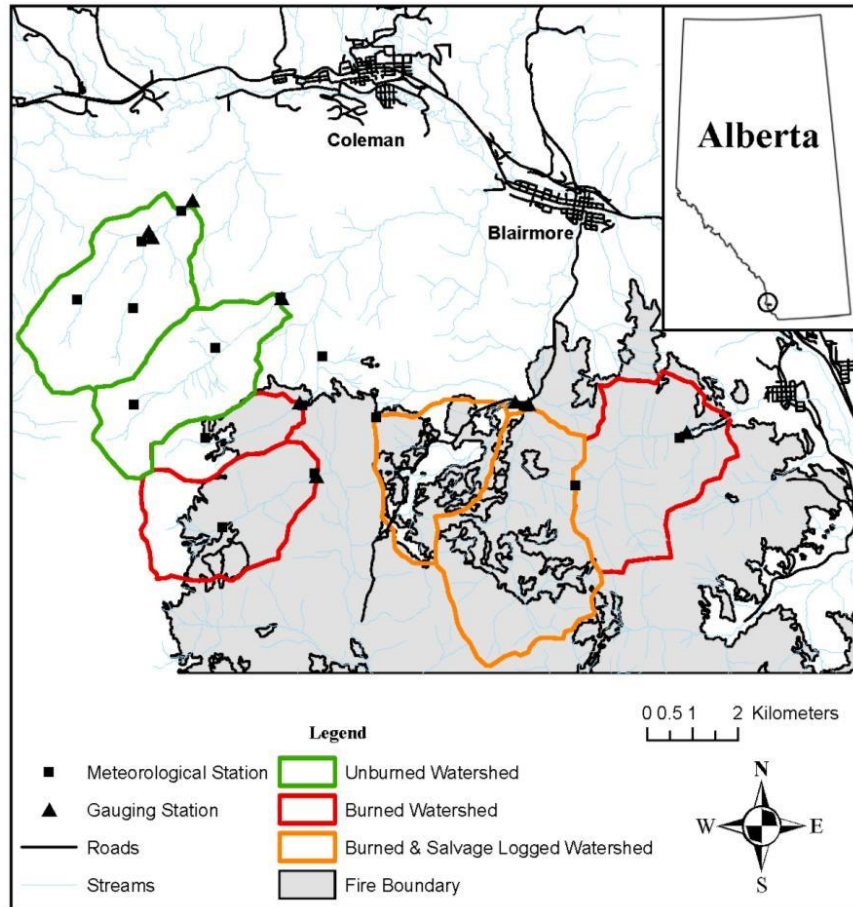 Coleman
Alberta
Blairmore
0 0.5 1 2 Kilometers
Legend
Meteorological Station
Unburned Watershed
Gauging Station
Burned Watershed
Roads
Burned & Salvage Logged Watershed
Streams
Fire Boundary
N
W E
S